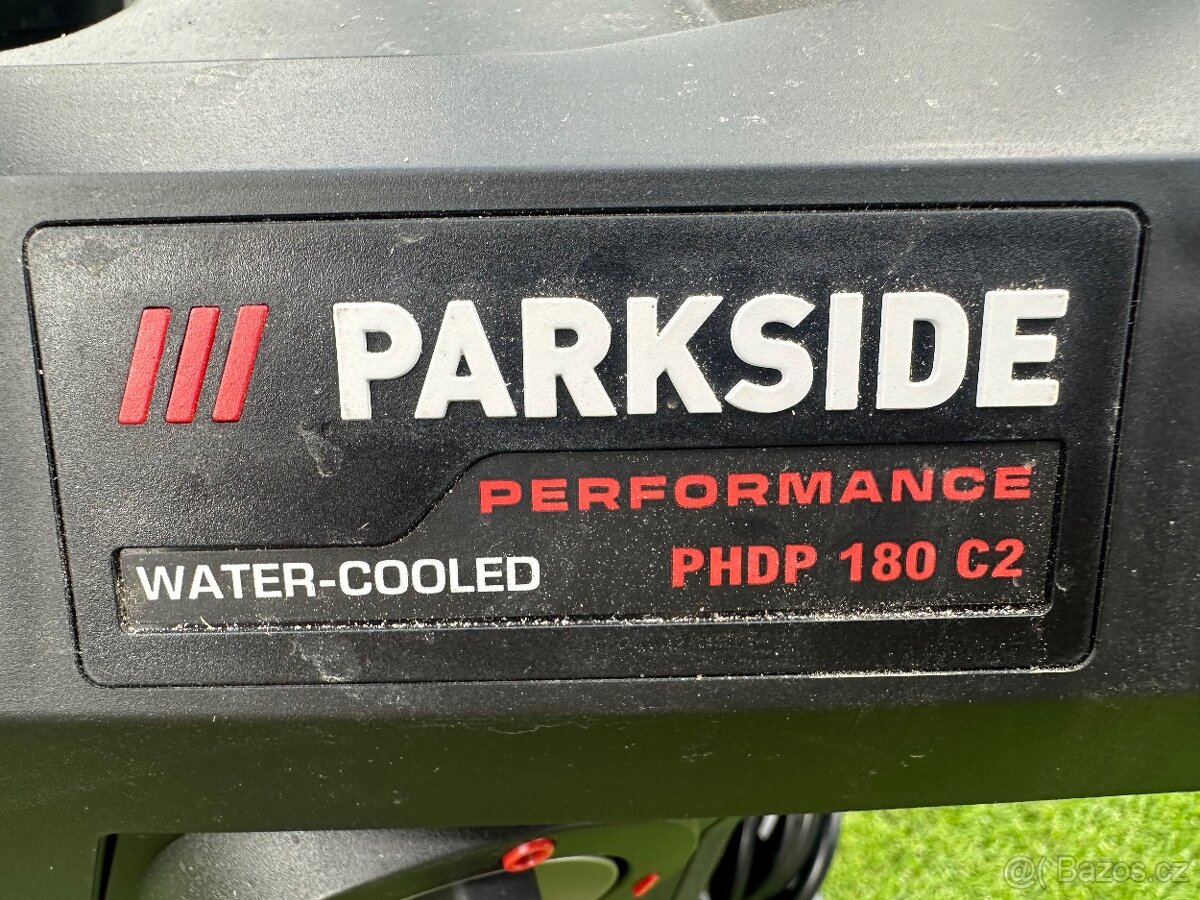 PARKSIDE
PERFORMANCE
WATER-COOLED PHDP 180 C2
Bazos.cz